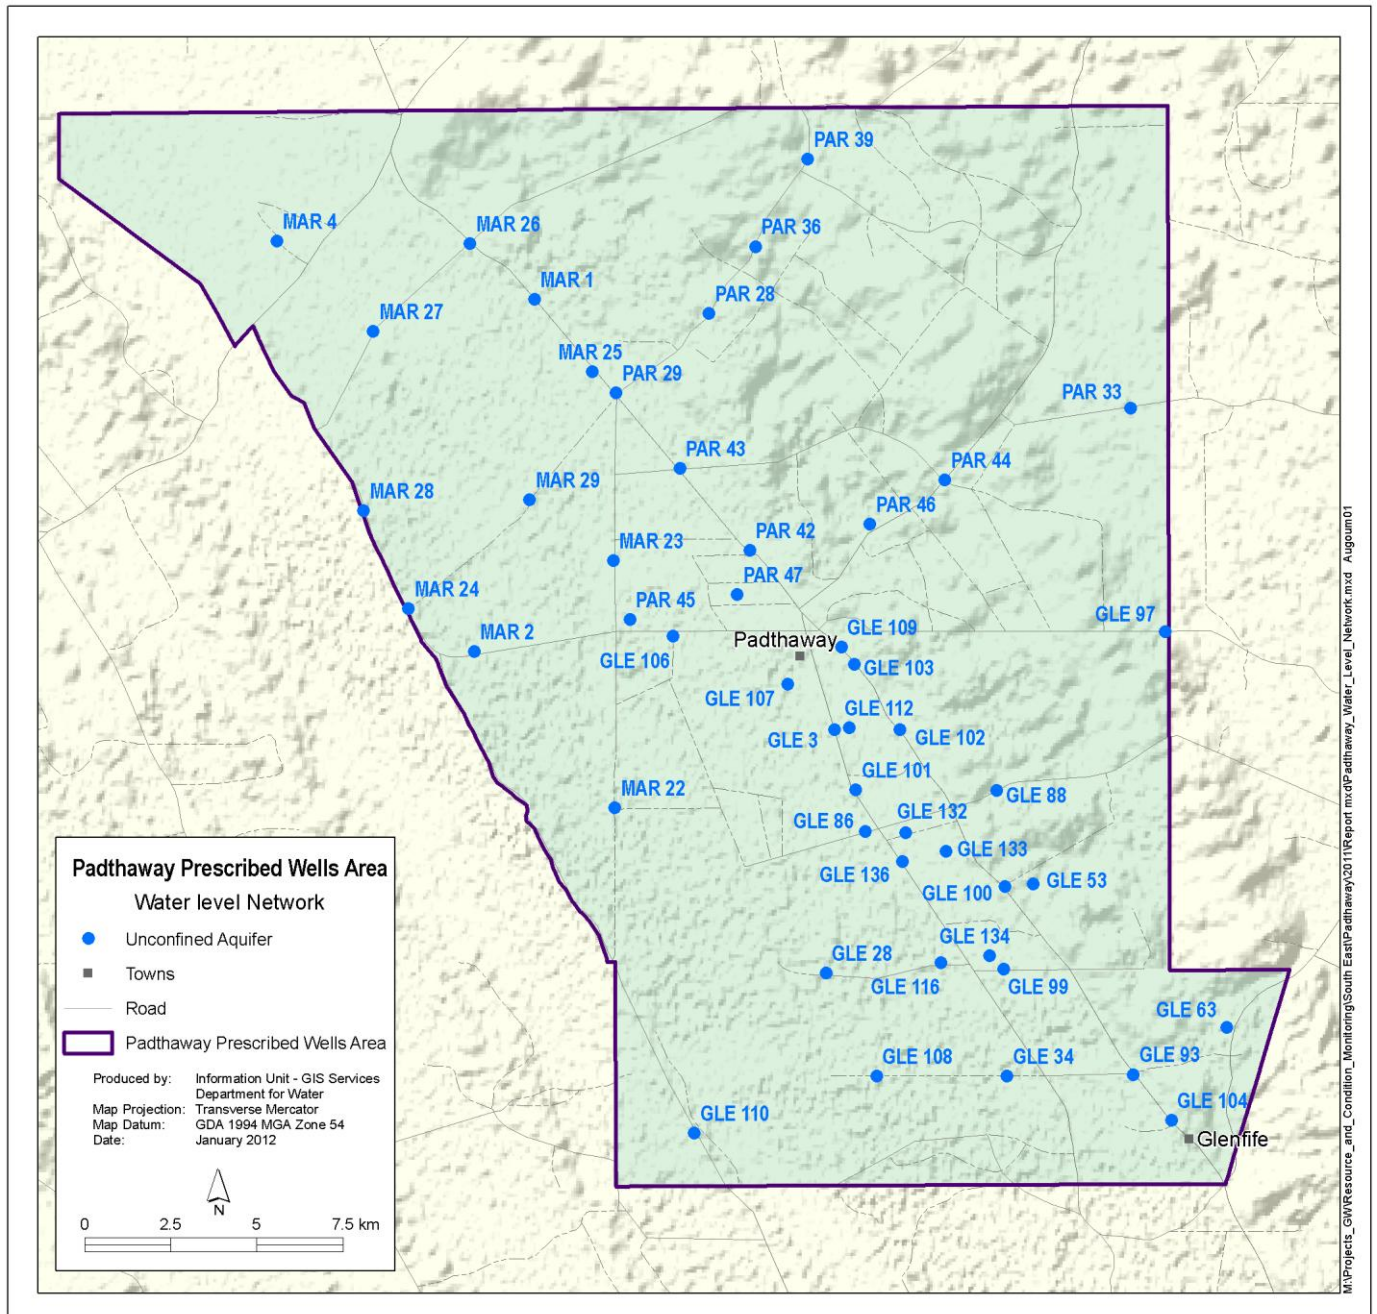 PAR 39
MAR 4
MAR 26
PAR 36
MAR 1
PAR 28
MAR 27
MAR 25
PAR 29
PAR 33
PAR 43
PAR 44
MAR 29
MAR 28
PAR 46
PAR 42
MAR 23
PAR 47
MAR 24
PAR 45
GLE 97
MAR 2
Padthaway
GLE 109
GLE 106
GLE 103
GLE 107
GLE 112
GLE 3
GLE 102
GLE 101
MAR 22
GLE 88
GLE 132
GLE 86
GLE 133
GLE 136
GLE 100
GLE 53
GLE 134
GLE 28
GLE 116
GLE 99
GLE 63
GLE 108
GLE 34
GLE 93
GLE 104
GLE 110
Glenfife
Padthaway Prescribed Wells Area
Water level Network
Unconfined Aquifer
Towns
Road
Padthaway Prescribed Wells Area
Produced by: Information Unit - GIS Services
Department for Water
Map Projection: Transverse Mercator
Map Datum: GDA 1994 MGA Zone 54
Date: January 2012
N
0 2.5 5 7.5 km
M:\Projects_GW\Resource_and_Condition_Monitoring\South East\Padthaway\2011\Report mxd\Padthaway_Water_Level_Network.mxd Augoum01